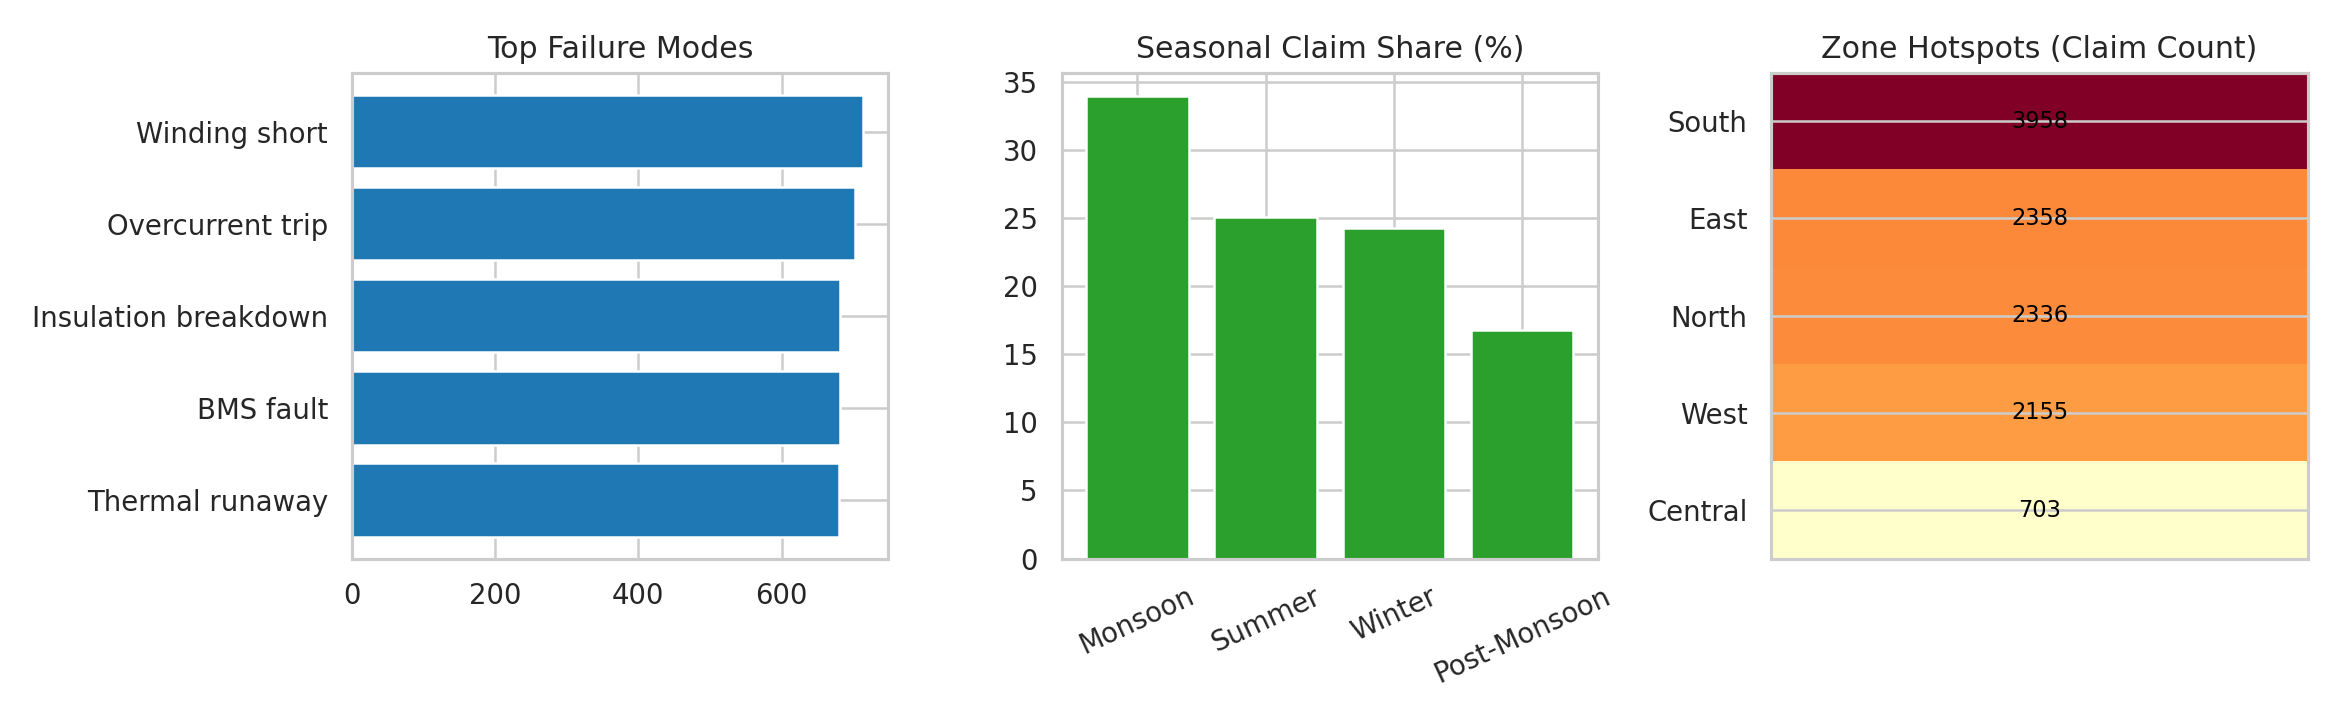 Top Failure Modes
Winding short
Overcurrent trip
Insulation breakdown
BMS fault
Thermal runaway
0 200 400 600
Seasonal Claim Share (%)
35
30
25
20
15
10
5
0
Monsoon Summer Winter Post-Monsoon
Zone Hotspots (Claim Count)
South 3958
East 2358
North 2336
West 2155
Central 703